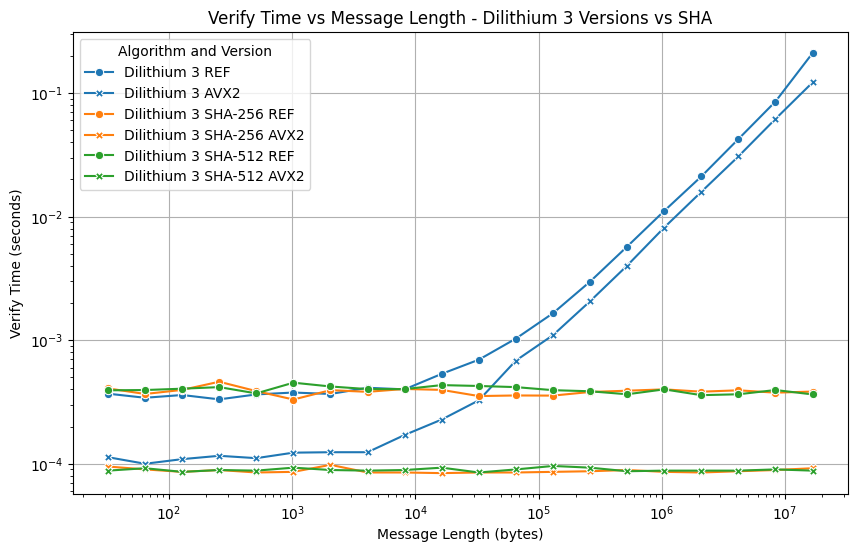 Verify Time vs Message Length - Dilithium 3 Versions vs SHA
Algorithm and Version
Dilithium 3 REF
Dilithium 3 AVX2
Dilithium 3 SHA-256 REF
Dilithium 3 SHA-256 AVX2
Dilithium 3 SHA-512 REF
Dilithium 3 SHA-512 AVX2
Verify Time (seconds)
10⁻¹
10⁻²
10⁻³
10⁻⁴
10² 10³ 10⁴ 10⁵ 10⁶ 10⁷
Message Length (bytes)